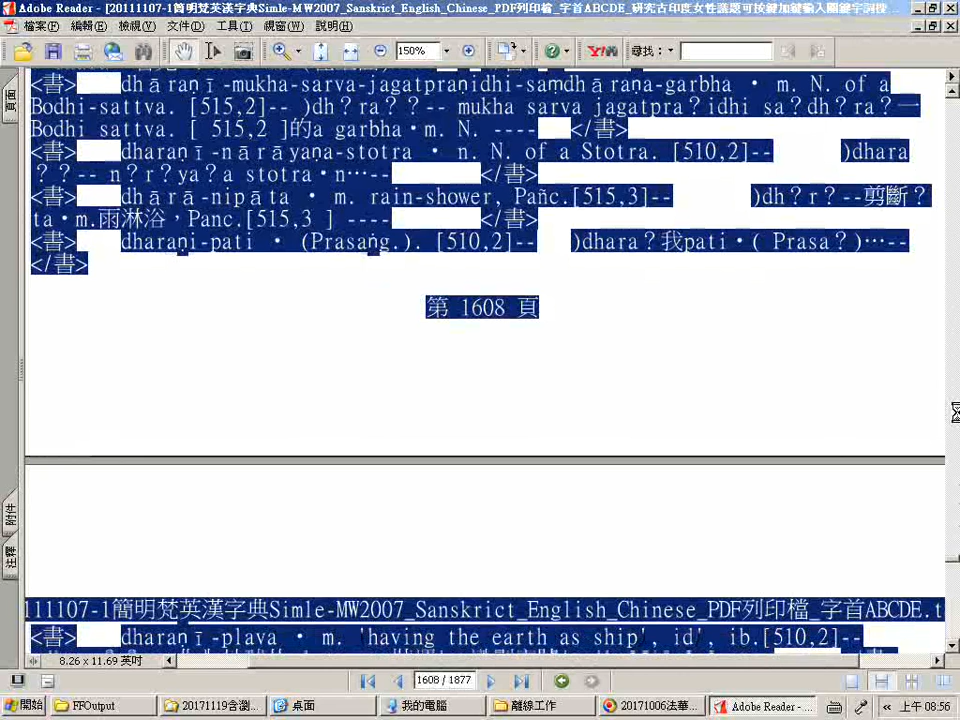 Adobe Reader - [20111107-1簡明梵英漢字典Simle-MW2007_Sanskrict_English_Chinese_PDF列印檔_字首ABCDE_研究古印度女性議題可按鍵加鍵輸入關鍵字詞搜
檔案(F) 編輯(E) 檢視(V) 文件(D) 工具(T) 視窗(W) 說明(H)
150% Y! 尋找:
頁面
<書> dhāraṇī-mukha-sarva-jagatpraṇidhi-saṃdhāraṇa-garbha · m. N. of a
Bodhi-sattva. [515,2]-- )dh?ra??-- mukha sarva jagatpra?idhi sa?dh?ra?一
Bodhi sattva. [ 515,2 ]的a garbha·m. N. ---- </書>
<書> dharaṇī-nārāyaṇa-stotra · n. N. of a Stotra. [510,2]-- )dhara
??-- n?r?ya?a stotra·n…-- </書>
<書> dhārā-nipāta · m. rain-shower, Pañc.[515,3]-- )dh?r?--剪斷?
ta·m.雨淋浴，Panc.[515,3 ] ---- </書>
<書> dharaṇi-pati · (Prasaṅg.). [510,2]-- )dhara?我pati·( Prasa?)…--
</書>
第 1608 頁
附件
注釋
111107-1簡明梵英漢字典Simle-MW2007_Sanskrict_English_Chinese_PDF列印檔_字首ABCDE.t
<書> dharaṇī-plava · m. 'having the earth as ship', id', ib.[510,2]--
8.26 x 11.69 英吋
1608 / 1877
開始 FFOutput 20171119含瀏... 桌面 我的電腦 離線工作 20171006法華... Adobe Reader - ... « 上午 08:56